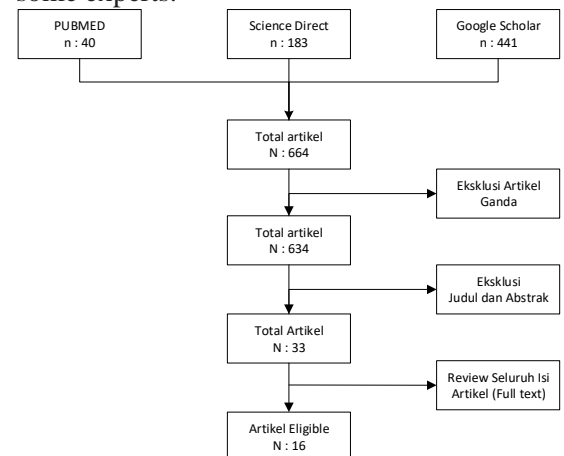 some experts.
PUBMED
n : 40
Science Direct
n : 183
Google Scholar
n : 441
Total artikel
N : 664
Eksklusi Artikel
Ganda
Total artikel
N : 634
Eksklusi
Judul dan Abstrak
Total Artikel
N : 33
Review Seluruh Isi
Artikel (Full text)
Artikel Eligible
N : 16